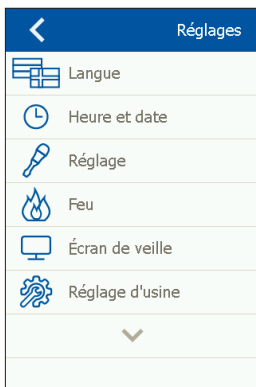 Réglages
Langue
Heure et date
Réglage
Feu
Écran de veille
Réglage d'usine